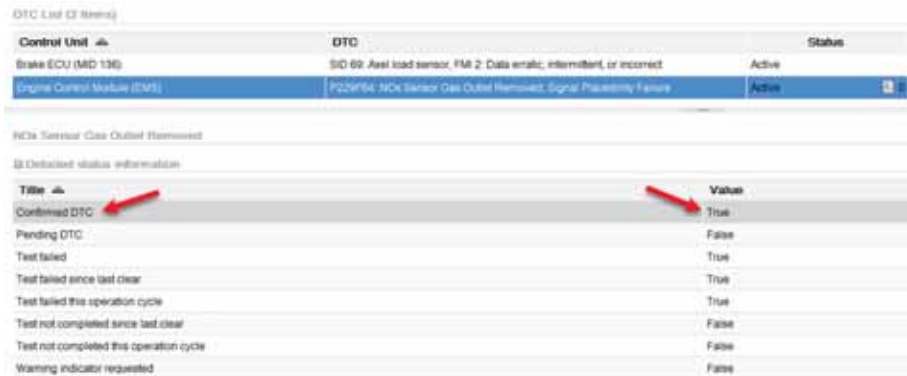 DTC List (2 Items)
Control Unit DTC Status
Brake ECU (MID 136) SID 69: Axel load sensor, FMI 2: Data erratic, intermittent, or incorrect Active
Engine Control Module (EMS) P229F64: NOx Sensor Gas Outlet Removed, Signal Plausibility Failure Active
NOx Sensor Gas Outlet Removed
Detailed status information
Title Value
Confirmed DTC True
Pending DTC False
Test failed True
Test failed since last clear True
Test failed this operation cycle True
Test not completed since last clear False
Test not completed this operation cycle False
Warning indicator requested False